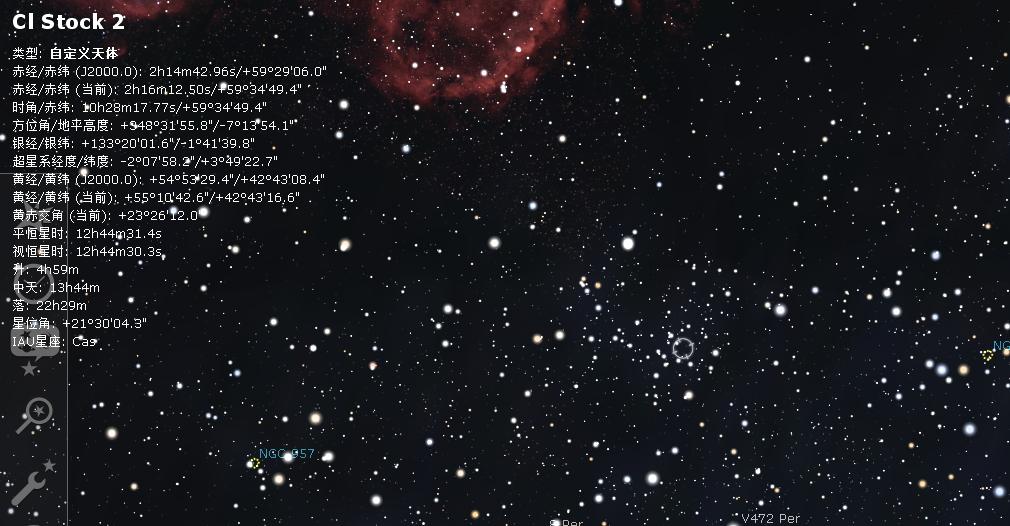 Cl Stock 2
类型: 自定义天体
赤经/赤纬 (J2000.0): 2h14m42.96s/+59°29'06.0"
赤经/赤纬 (当前): 2h16m12.50s/+59°34'49.4"
时角/赤纬: 10h28m17.77s/+59°34'49.4"
方位角/地平高度: +348°31'55.8"/-7°13'54.1"
银经/银纬: +133°20'01.6"/-1°41'39.8"
超星系经度/纬度: -2°07'58.2"/+3°49'22.7"
黄经/黄纬 (J2000.0): +54°53'29.4"/+42°43'08.4"
黄经/黄纬 (当前): +55°10'42.6"/+42°43'16.6"
黄赤交角 (当前): +23°26'12.0"
平恒星时: 12h44m31.4s
视恒星时: 12h44m30.3s
升: 4h59m
中天: 13h44m
落: 22h29m
星位角: +21°30'04.3"
IAU星座: Cas
NG
NGC 957
V472 Per
Per